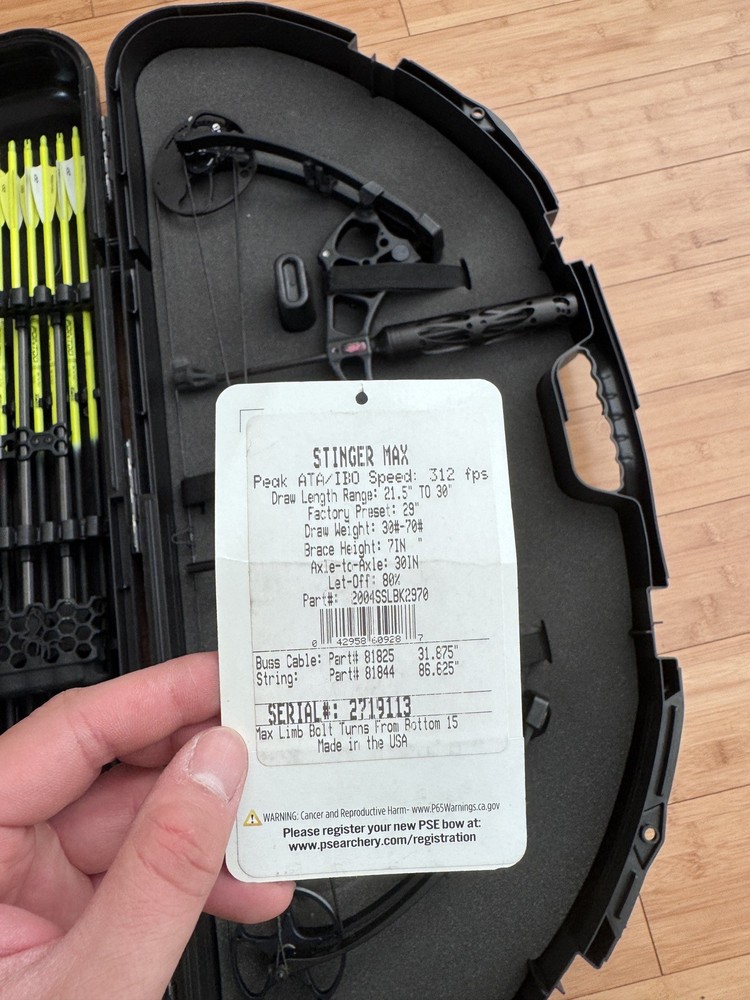 STINGER MAX
Peak ATA/IBO Speed: 312 fps
Draw Length Range: 21.5" TO 30"
Factory Preset: 29"
Draw Weight: 30#-70#
Brace Height: 7IN "
Axle-to-Axle: 30IN
Let-Off: 80%
Part#: 2004SSLBK2970
0 42958 60928 7
Buss Cable: Part# 81825 31.875"
String: Part# 81844 86.625"
SERIAL#: 2719113
Max Limb Bolt Turns From Bottom 15
Made in the USA
WARNING: Cancer and Reproductive Harm- www.P65Warnings.ca.gov
Please register your new PSE bow at:
www.psearchery.com/registration